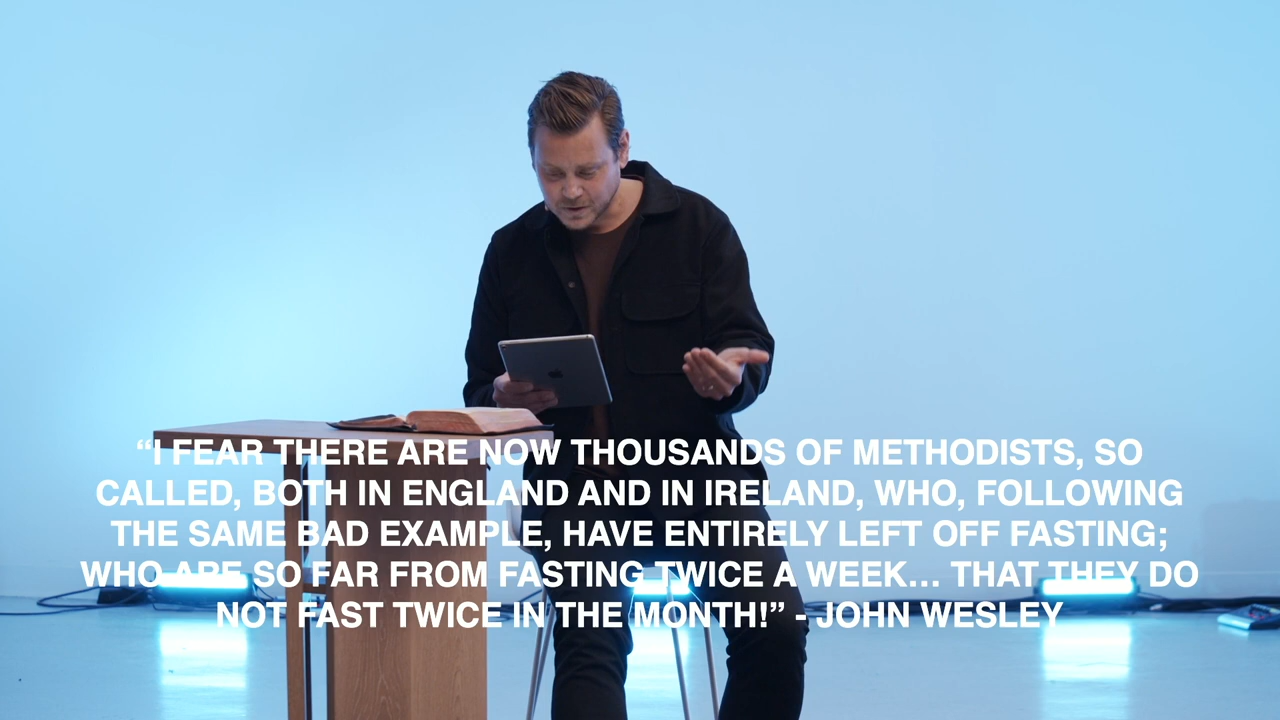 “I FEAR THERE ARE NOW THOUSANDS OF METHODISTS, SO
CALLED, BOTH IN ENGLAND AND IN IRELAND, WHO, FOLLOWING
THE SAME BAD EXAMPLE, HAVE ENTIRELY LEFT OFF FASTING;
WHO ARE SO FAR FROM FASTING TWICE A WEEK... THAT THEY DO
NOT FAST TWICE IN THE MONTH!” - JOHN WESLEY